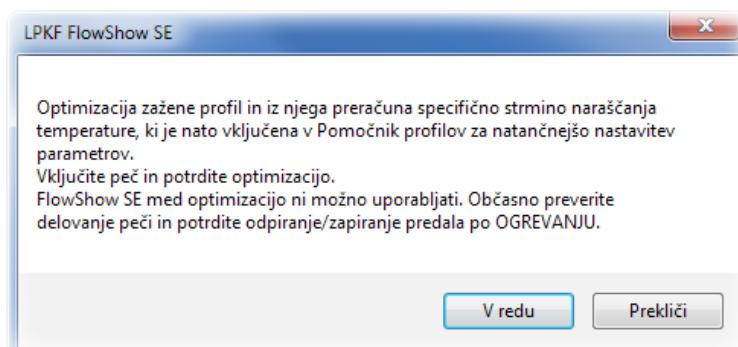 LPKF FlowShow SE
Optimizacija zažene profil in iz njega preračuna specifično strmino naraščanja
temperature, ki je nato vključena v Pomočnik profilov za natančnejšo nastavitev
parametrov.
Vključite peč in potrdite optimizacijo.
FlowShow SE med optimizacijo ni možno uporabljati. Občasno preverite
delovanje peči in potrdite odpiranje/zapiranje predala po OGREVANJU.
V redu
Prekliči